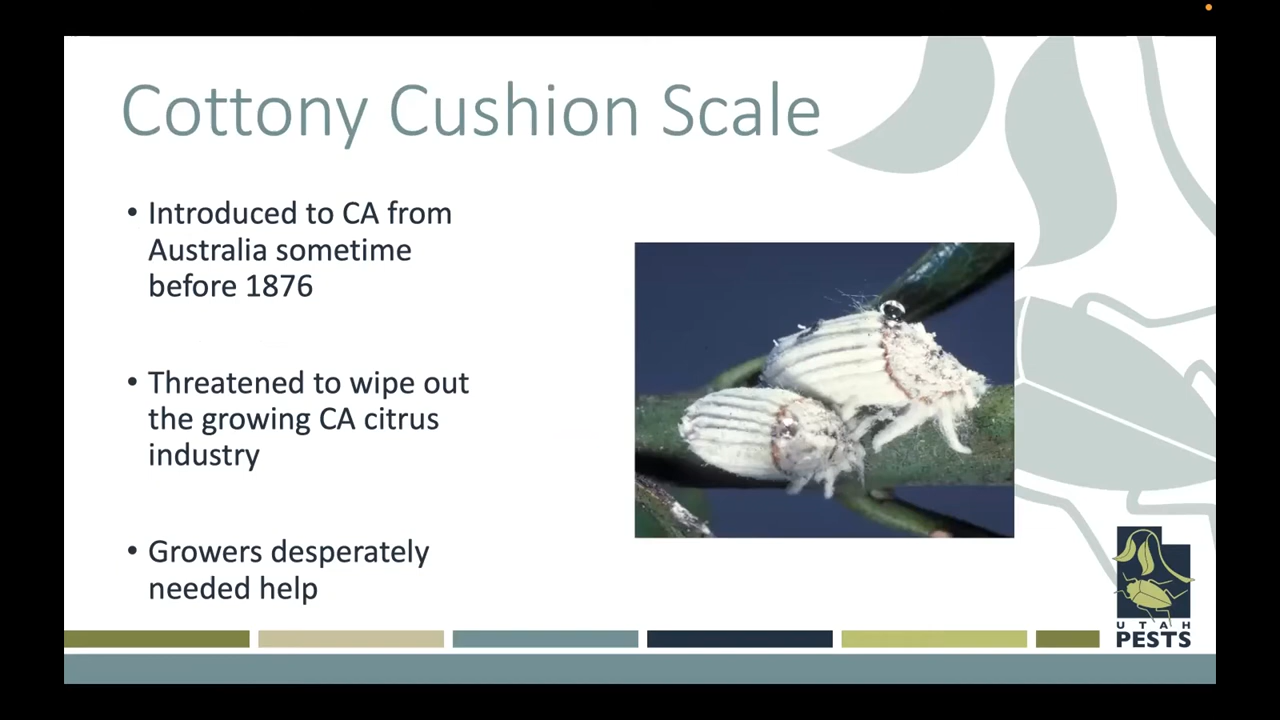 Cottony Cushion Scale
• Introduced to CA from
Australia sometime
before 1876
• Threatened to wipe out
the growing CA citrus
industry
• Growers desperately
needed help
UTAH
PESTS